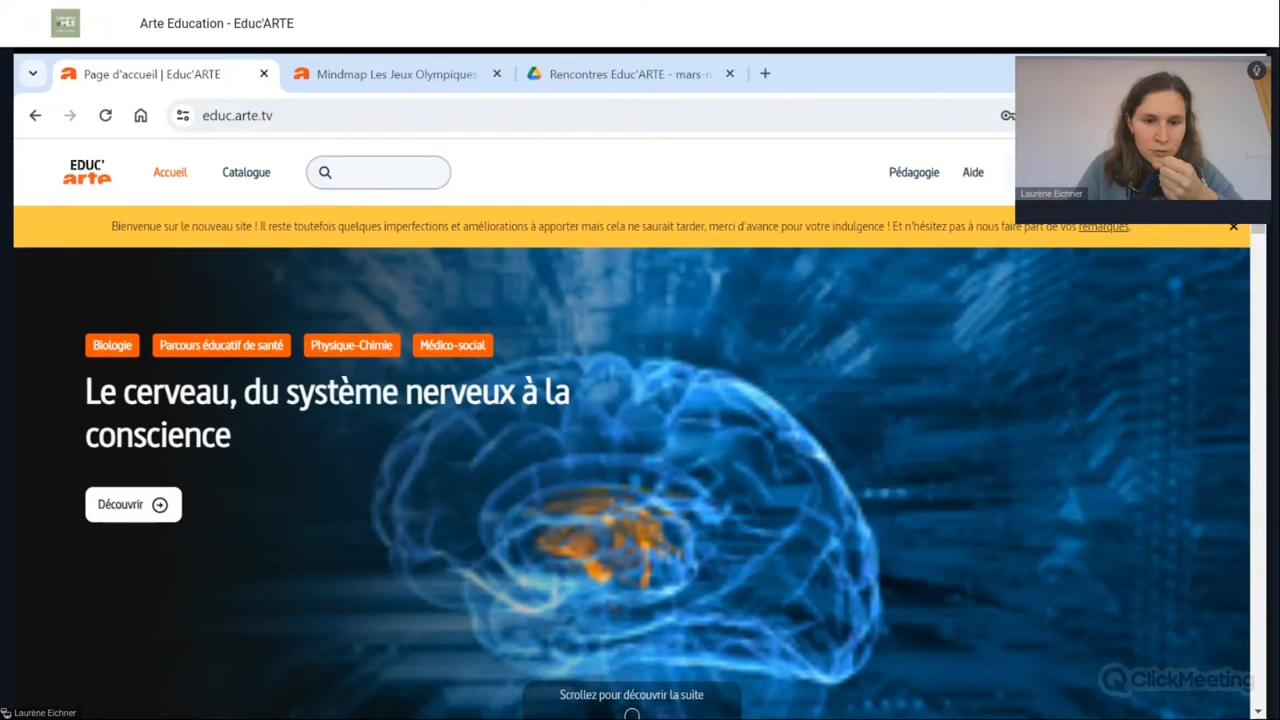 Arte Education - Educ'ARTE
Page d'accueil | Educ'ARTE
Mindmap Les Jeux Olympiques
Rencontres Educ'ARTE - mars-
educ.arte.tv
EDUC'
arte
Accueil
Catalogue
Pédagogie
Aide
Laurène Eichner
Bienvenue sur le nouveau site ! Il reste toutefois quelques imperfections et améliorations à apporter mais cela ne saurait tarder, merci d'avance pour votre indulgence ! Et n'hésitez pas à nous faire part de vos remarques.
Biologie
Parcours éducatif de santé
Physique-Chimie
Médico-social
Le cerveau, du système nerveux à la
conscience
Découvrir
Scrollez pour découvrir la suite
ClickMeeting
Laurène Eichner